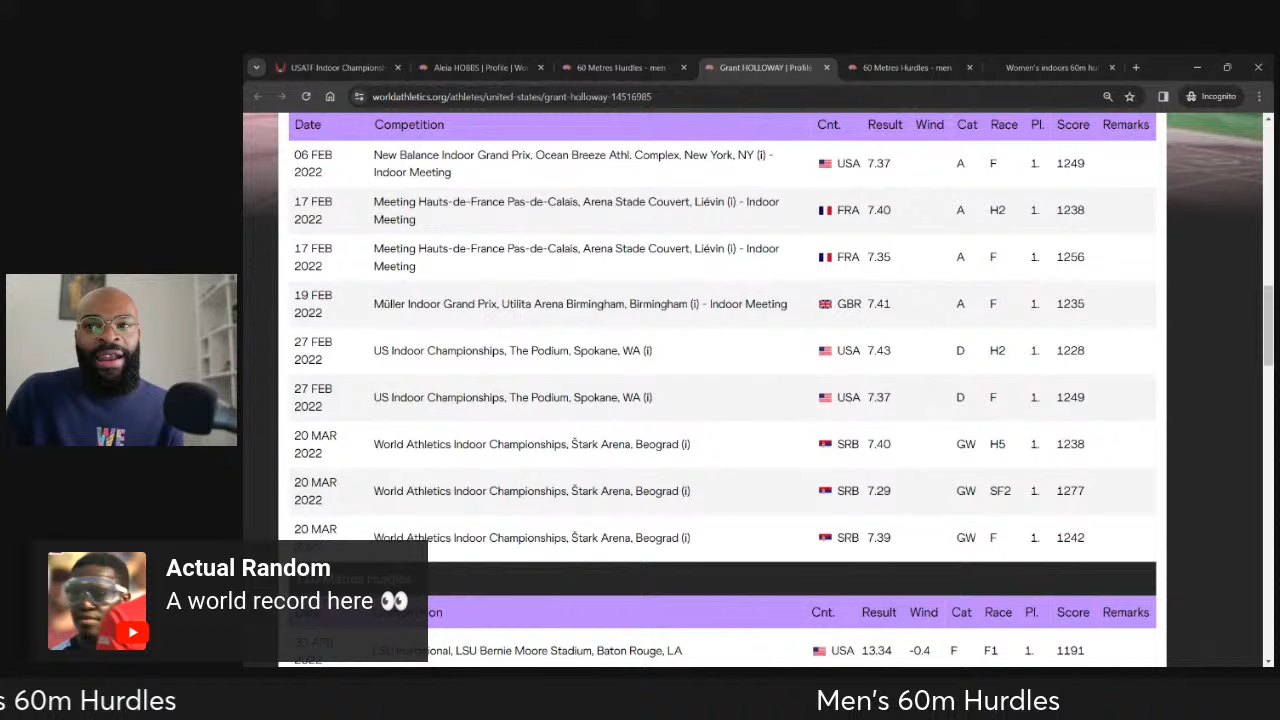 USATF Indoor Championsh
Aleia HOBBS | Profile | Wor
60 Metres Hurdles - men
Grant HOLLOWAY | Profile
60 Metres Hurdles - men
Women's indoors 60m hu
worldathletics.org/athletes/united-states/grant-holloway-14516985
Incognito
Date Competition Cnt. Result Wind Cat Race Pl. Score Remarks
06 FEB
2022
New Balance Indoor Grand Prix, Ocean Breeze Athl. Complex, New York, NY (i) -
Indoor Meeting
USA 7.37 A F 1. 1249
17 FEB
2022
Meeting Hauts-de-France Pas-de-Calais, Arena Stade Couvert, Liévin (i) - Indoor
Meeting
FRA 7.40 A H2 1. 1238
17 FEB
2022
Meeting Hauts-de-France Pas-de-Calais, Arena Stade Couvert, Liévin (i) - Indoor
Meeting
FRA 7.35 A F 1. 1256
19 FEB
2022
Müller Indoor Grand Prix, Utilita Arena Birmingham, Birmingham (i) - Indoor Meeting
GBR 7.41 A F 1. 1235
27 FEB
2022
US Indoor Championships, The Podium, Spokane, WA (i)
USA 7.43 D H2 1. 1228
27 FEB
2022
US Indoor Championships, The Podium, Spokane, WA (i)
USA 7.37 D F 1. 1249
20 MAR
2022
World Athletics Indoor Championships, Štark Arena, Beograd (i)
SRB 7.40 GW H5 1. 1238
20 MAR
2022
World Athletics Indoor Championships, Štark Arena, Beograd (i)
SRB 7.29 GW SF2 1. 1277
20 MAR
World Athletics Indoor Championships, Štark Arena, Beograd (i)
SRB 7.39 GW F 1. 1242
Metres Hurdles
Cnt. Result Wind Cat Race Pl. Score Remarks
30 APR
2022
LSU Invitational, LSU Bernie Moore Stadium, Baton Rouge, LA
USA 13.34 -0.4 F F1 1. 1191
WE
Actual Random
A world record here 👀
s 60m Hurdles
Men's 60m Hurdles